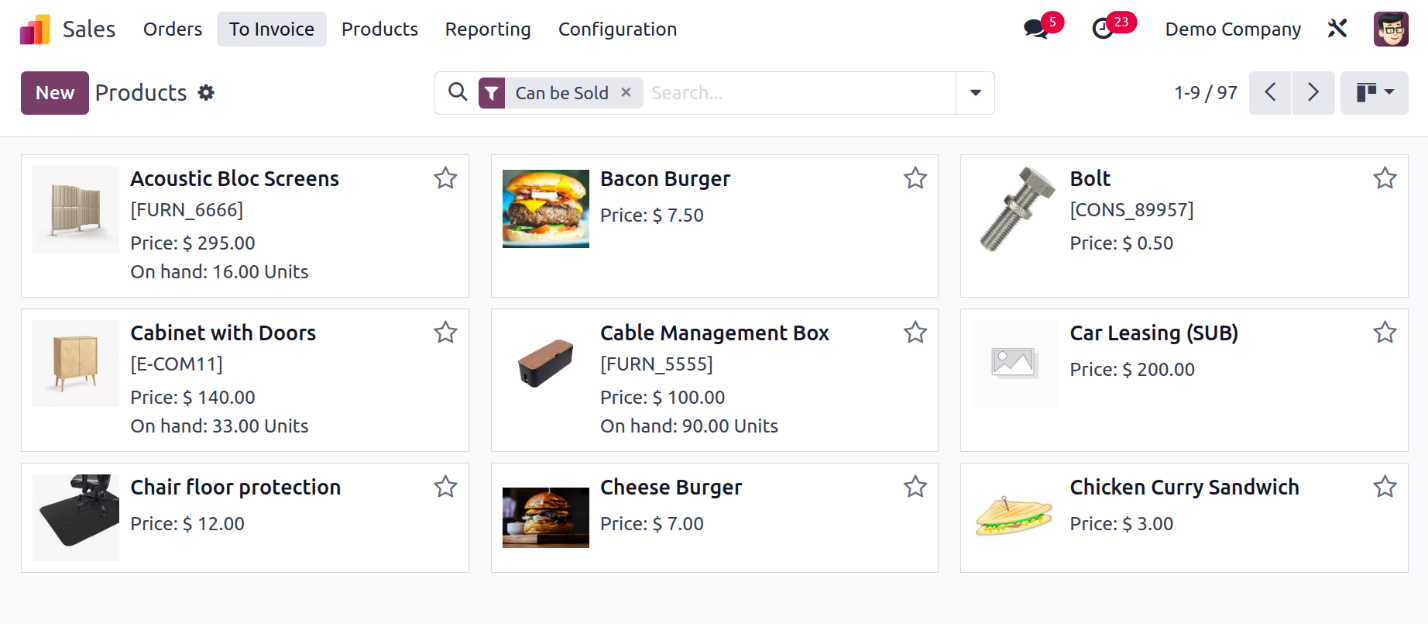 Sales Orders To Invoice Products Reporting Configuration 5 23 Demo Company
New Products Can be Sold × Search... 1-9 / 97
Acoustic Bloc Screens
[FURN_6666]
Price: $ 295.00
On hand: 16.00 Units
Bacon Burger
Price: $ 7.50
Bolt
[CONS_89957]
Price: $ 0.50
Cabinet with Doors
[E-COM11]
Price: $ 140.00
On hand: 33.00 Units
Cable Management Box
[FURN_5555]
Price: $ 100.00
On hand: 90.00 Units
Car Leasing (SUB)
Price: $ 200.00
Chair floor protection
Price: $ 12.00
Cheese Burger
Price: $ 7.00
Chicken Curry Sandwich
Price: $ 3.00